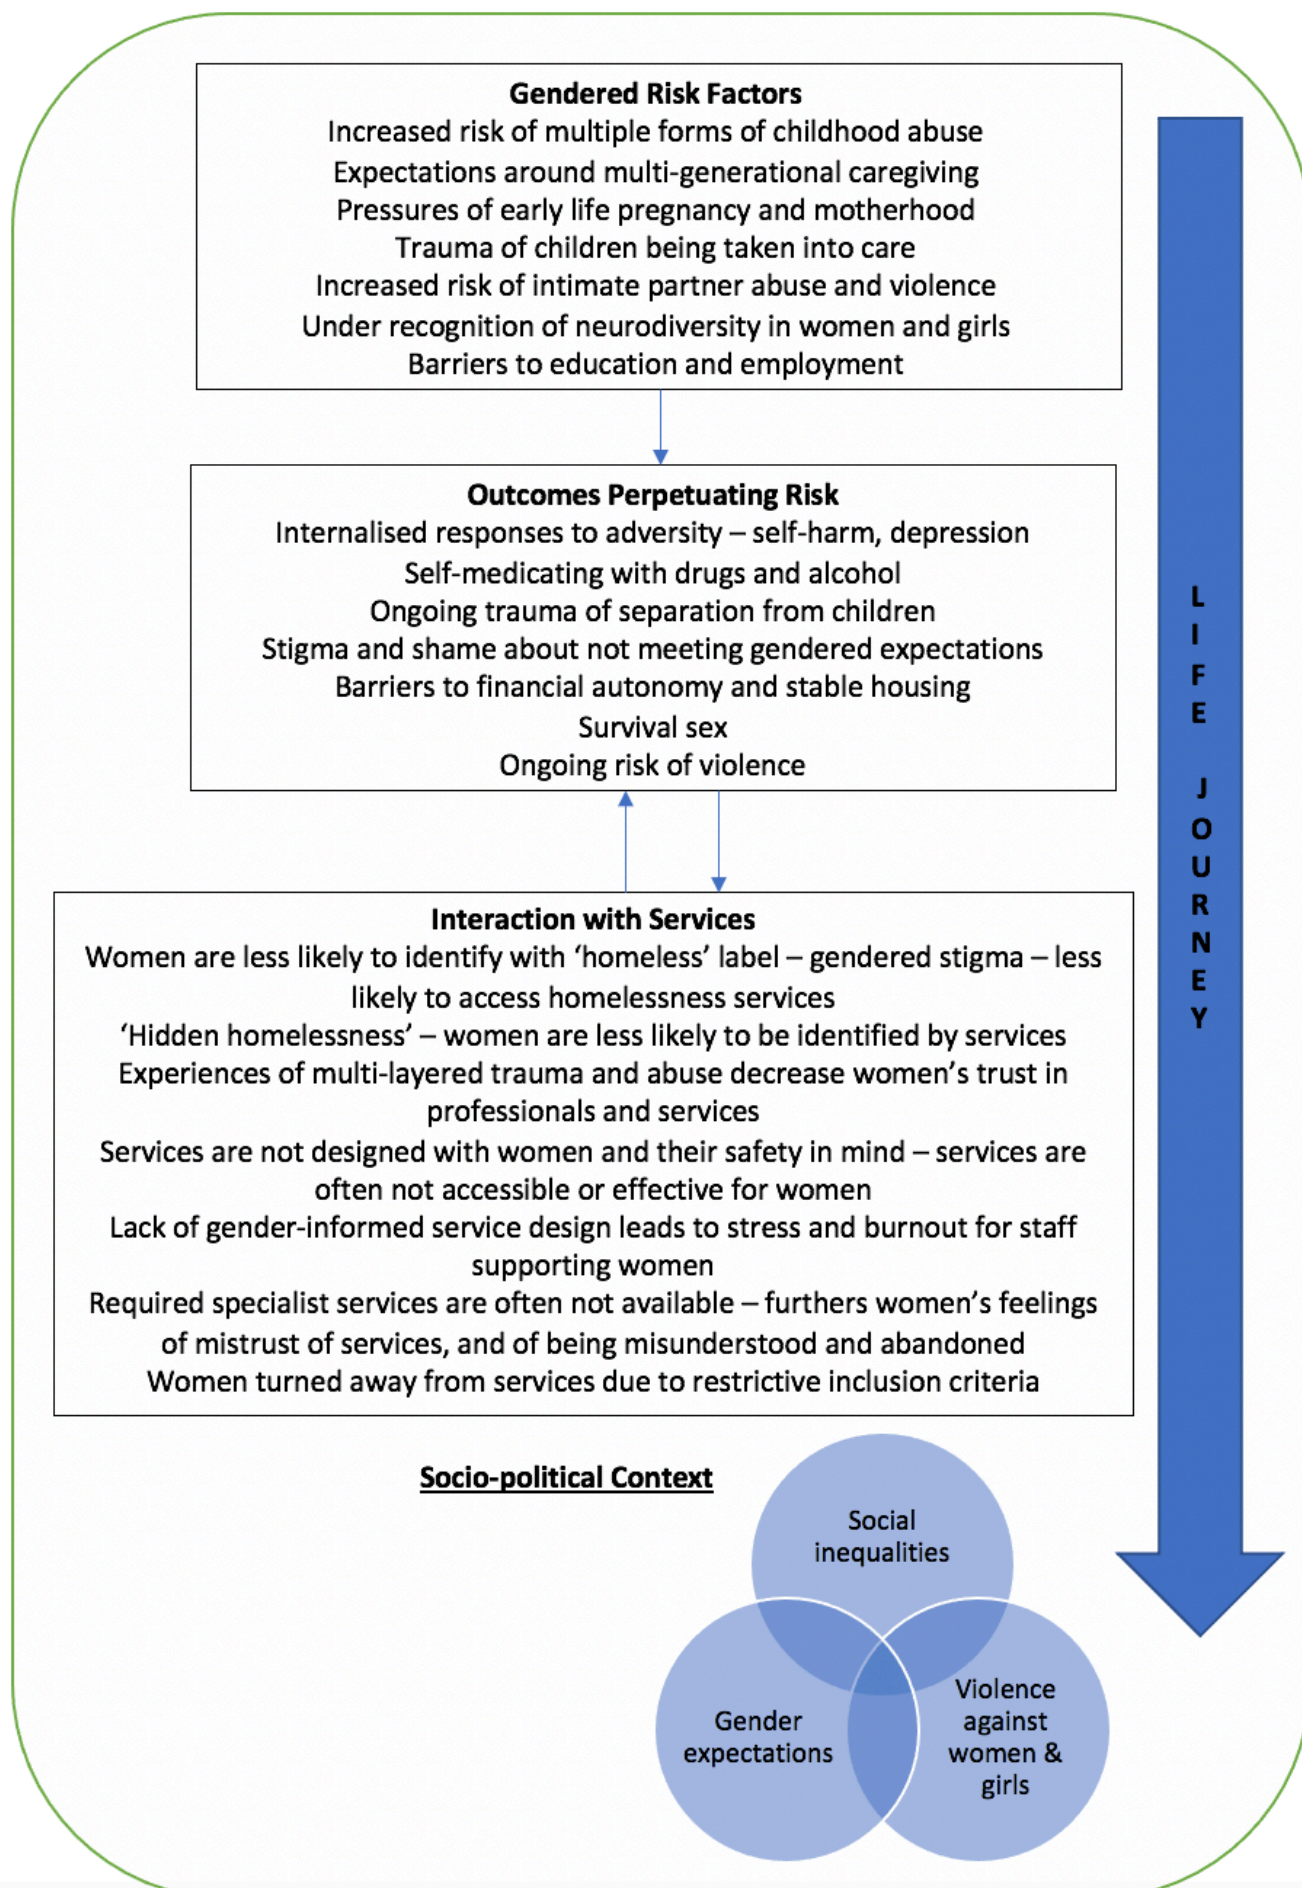 Gendered Risk Factors
Increased risk of multiple forms of childhood abuse
Expectations around multi-generational caregiving
Pressures of early life pregnancy and motherhood
Trauma of children being taken into care
Increased risk of intimate partner abuse and violence
Under recognition of neurodiversity in women and girls
Barriers to education and employment
Outcomes Perpetuating Risk
Internalised responses to adversity – self-harm, depression
Self-medicating with drugs and alcohol
Ongoing trauma of separation from children
Stigma and shame about not meeting gendered expectations
Barriers to financial autonomy and stable housing
Survival sex
Ongoing risk of violence
Interaction with Services
Women are less likely to identify with ‘homeless’ label – gendered stigma – less
likely to access homelessness services
‘Hidden homelessness’ – women are less likely to be identified by services
Experiences of multi-layered trauma and abuse decrease women’s trust in
professionals and services
Services are not designed with women and their safety in mind – services are
often not accessible or effective for women
Lack of gender-informed service design leads to stress and burnout for staff
supporting women
Required specialist services are often not available – furthers women’s feelings
of mistrust of services, and of being misunderstood and abandoned
Women turned away from services due to restrictive inclusion criteria
LIFE JOURNEY
Socio-political Context
Social
inequalities
Gender
expectations
Violence
against
women &
girls